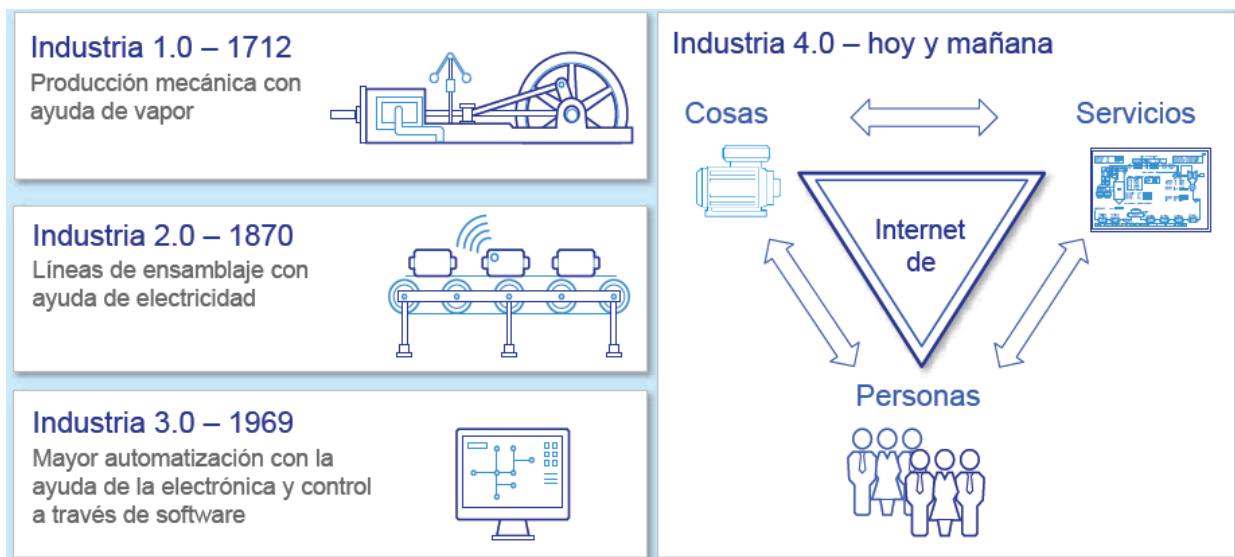 Industria 1.0 – 1712
Producción mecánica con
ayuda de vapor
Industria 2.0 – 1870
Líneas de ensamblaje con
ayuda de electricidad
Industria 3.0 – 1969
Mayor automatización con la
ayuda de la electrónica y control
a través de software
Industria 4.0 – hoy y mañana
Cosas
Servicios
Internet
de
Personas